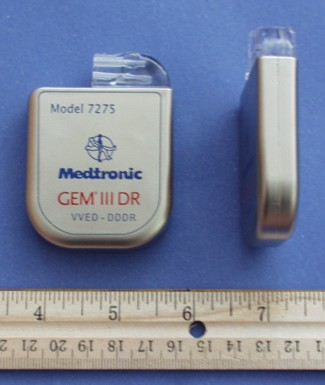 Model 7275
Medtronic
GEM® III DR
VVED - DDDR
4 5 6 7
21 20 19 18 17 16 15 14 13 12 11